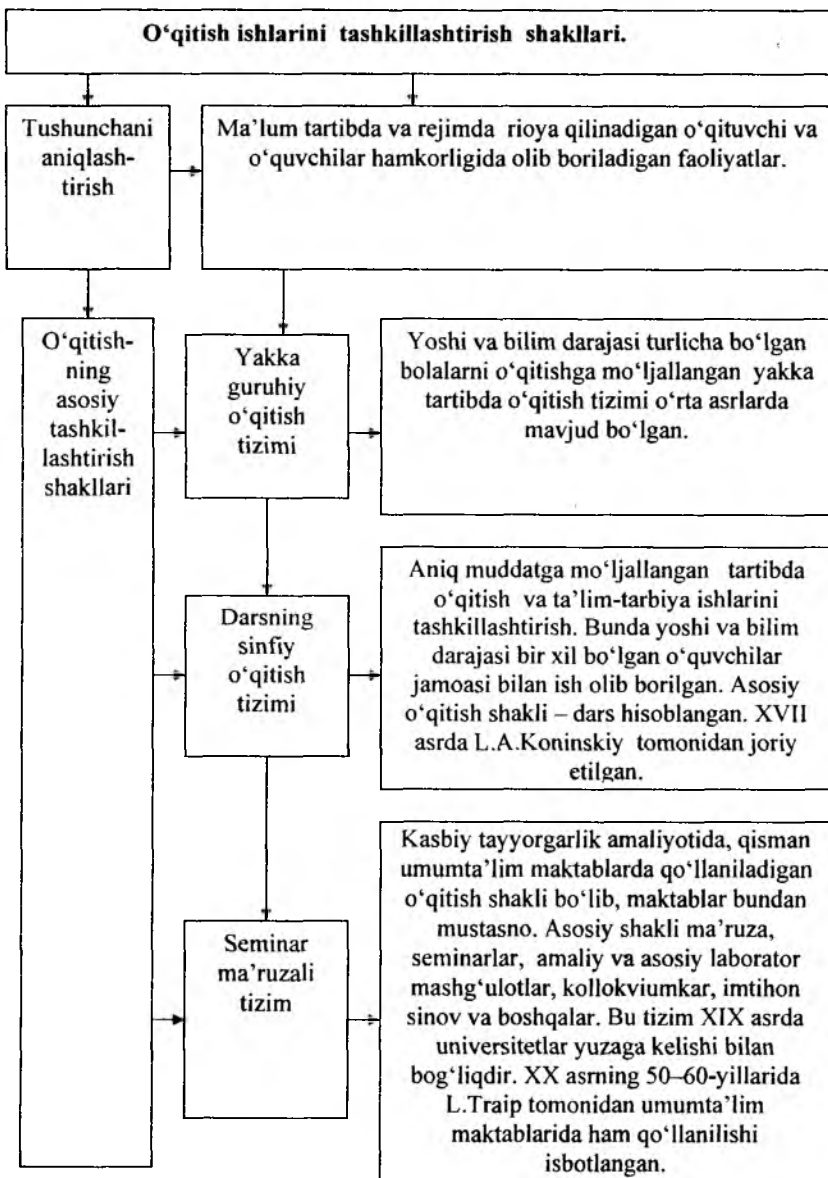 O‘qitish ishlarini tashkillashtirish shakllari.
Tushunchani
aniqlash-
tirish
Ma’lum tartibda va rejimda rioya qilinadigan o‘qituvchi va
o‘quvchilar hamkorligida olib boriladigan faoliyatlar.
O‘qitish-
ning
asosiy
tashkil-
lashtirish
shakllari
Yakka
guruhiy
o‘qitish
tizimi
Yoshi va bilim darajasi turlicha bo‘lgan
bolalarni o‘qitishga mo‘ljallangan yakka
tartibda o‘qitish tizimi o‘rta asrlarda
mavjud bo‘lgan.
Darsning
sinfiy
o‘qitish
tizimi
Aniq muddatga mo‘ljallangan tartibda
o‘qitish va ta’lim-tarbiya ishlarini
tashkillashtirish. Bunda yoshi va bilim
darajasi bir xil bo‘lgan o‘quvchilar
jamoasi bilan ish olib borilgan. Asosiy
o‘qitish shakli – dars hisoblangan. XVII
asrda L.A.Koninskiy tomonidan joriy
etilgan.
Seminar
ma’ruzali
tizim
Kasbiy tayyorgarlik amaliyotida, qisman
umumta’lim maktablarda qo‘llaniladigan
o‘qitish shakli bo‘lib, maktablar bundan
mustasno. Asosiy shakli ma’ruza,
seminarlar, amaliy va asosiy laborator
mashg‘ulotlar, kollokviumkar, imtihon
sinov va boshqalar. Bu tizim XIX asrda
universitetlar yuzaga kelishi bilan
bog‘liqdir. XX asrning 50–60-yillarida
L.Traip tomonidan umumta’lim
maktablarida ham qo‘llanilishi
isbotlangan.